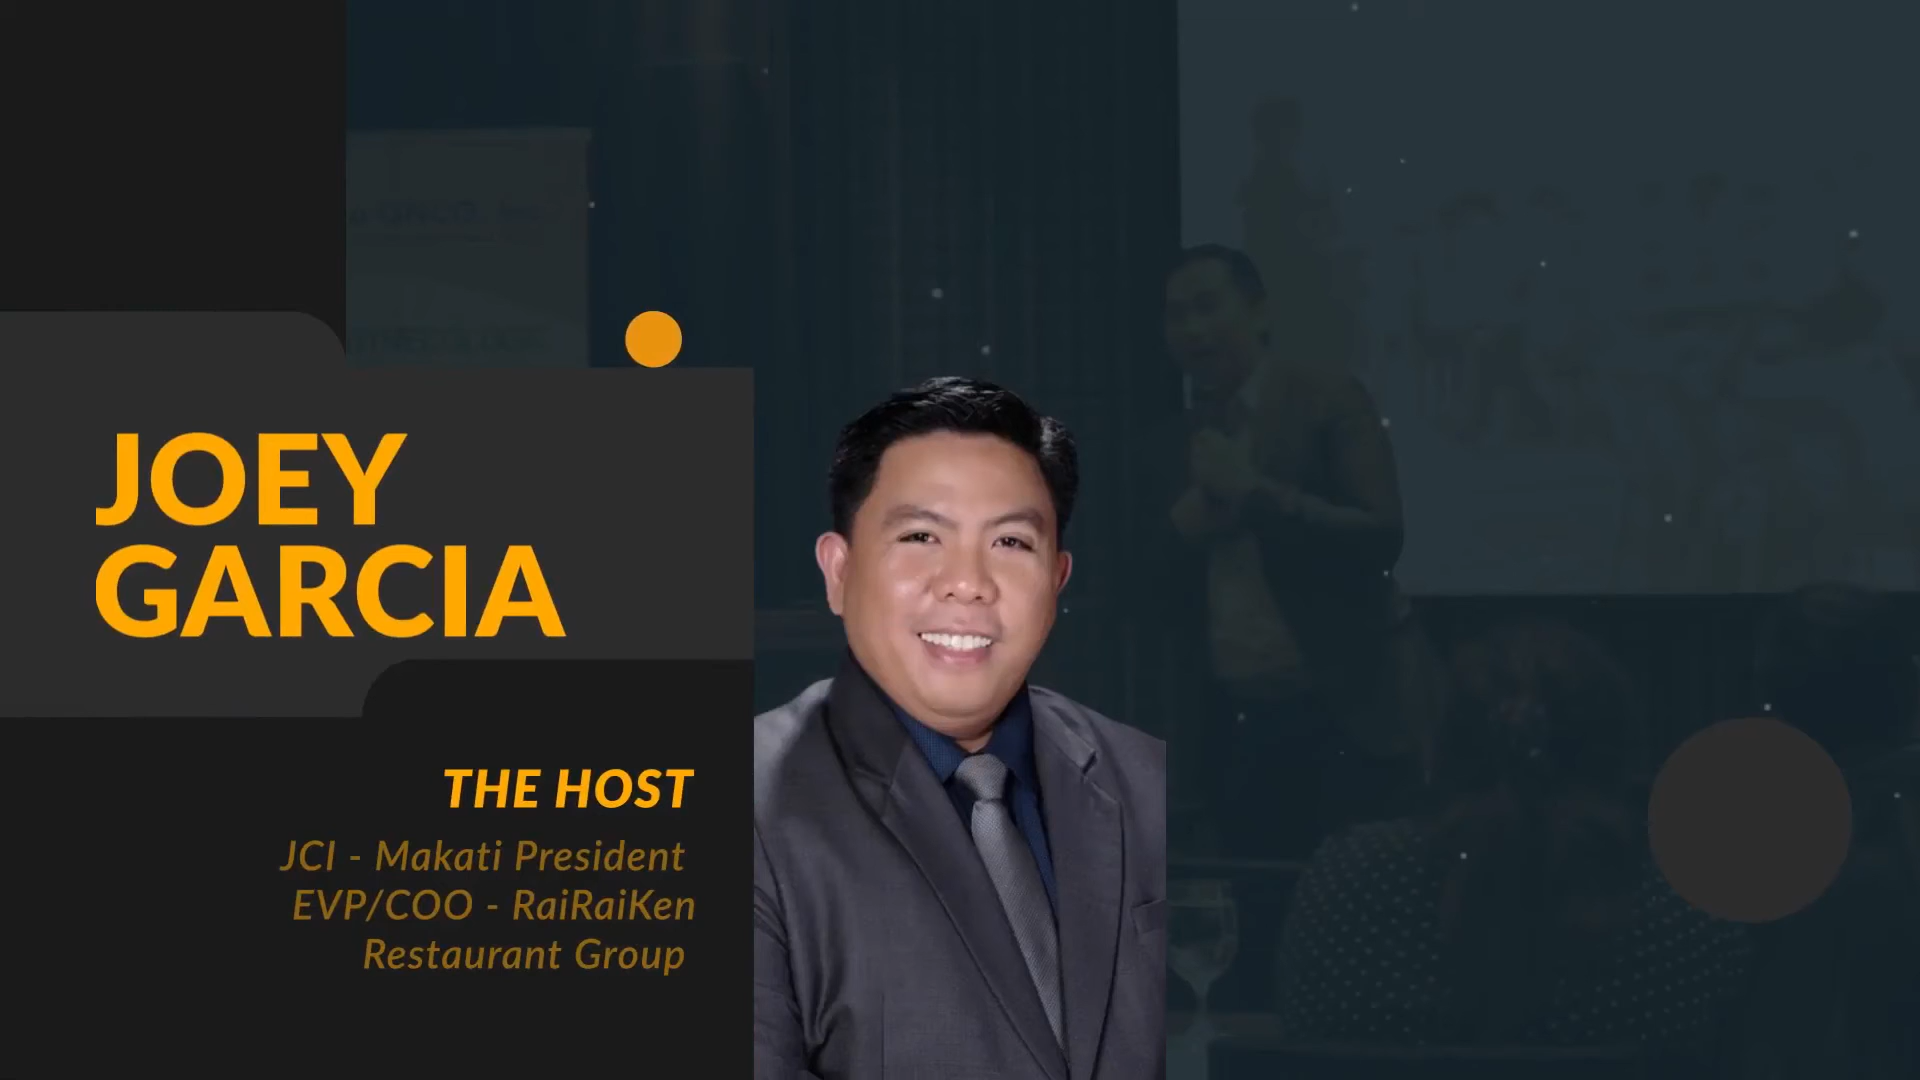 JOEY
GARCIA
THE HOST
JCI - Makati President
EVP/COO - RaiRaiKen
Restaurant Group